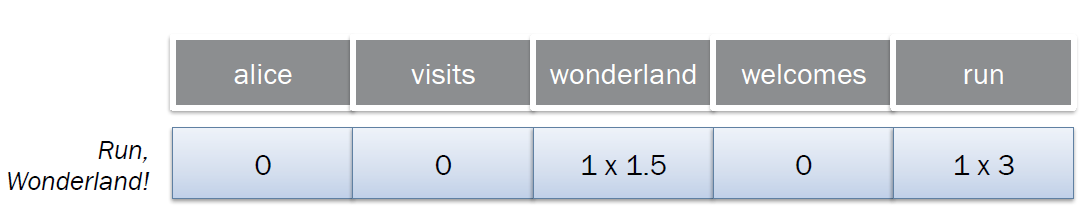 alice visits wonderland welcomes run
Run,
Wonderland!
0 0 1 x 1.5 0 1 x 3